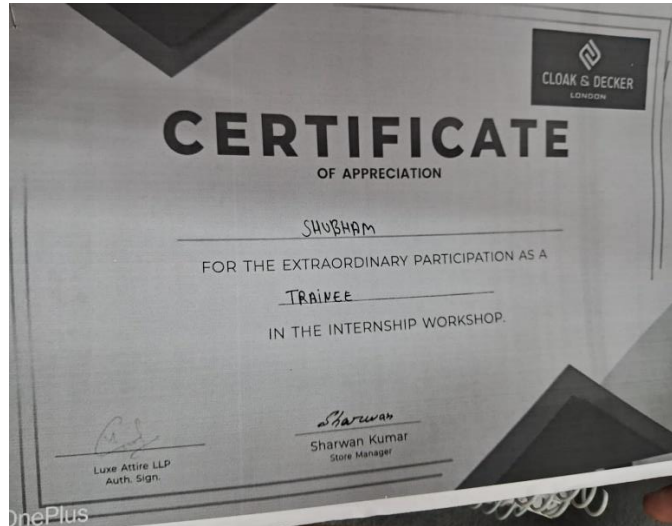 CLOAK & DECKER
LONDON
CERTIFICATE
OF APPRECIATION
SHUBHAM
FOR THE EXTRAORDINARY PARTICIPATION AS A
TRAINEE
IN THE INTERNSHIP WORKSHOP.
Sharwan
Luxe Attire LLP
Auth. Sign.
Sharwan Kumar
Store Manager
OnePlus